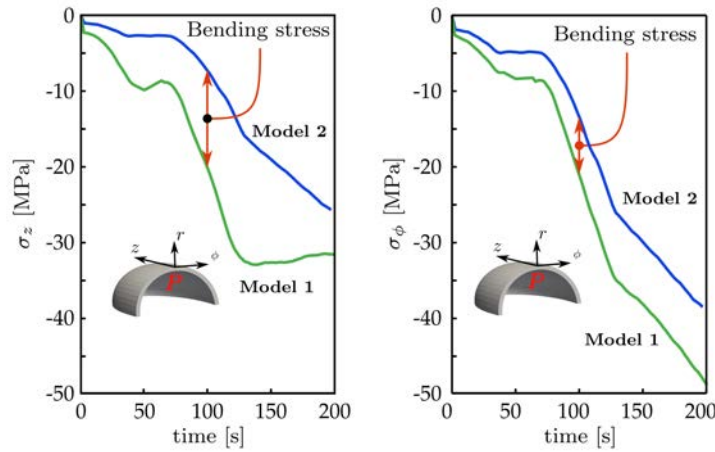 0
-10
-20
-30
-40
-50
σz [MPa]
Bending stress
Model 2
Model 1
z
r
ϕ
P
0
50
100
150
200
time [s]
0
-10
-20
-30
-40
-50
σϕ [MPa]
Bending stress
Model 2
Model 1
z
r
ϕ
P
0
50
100
150
200
time [s]